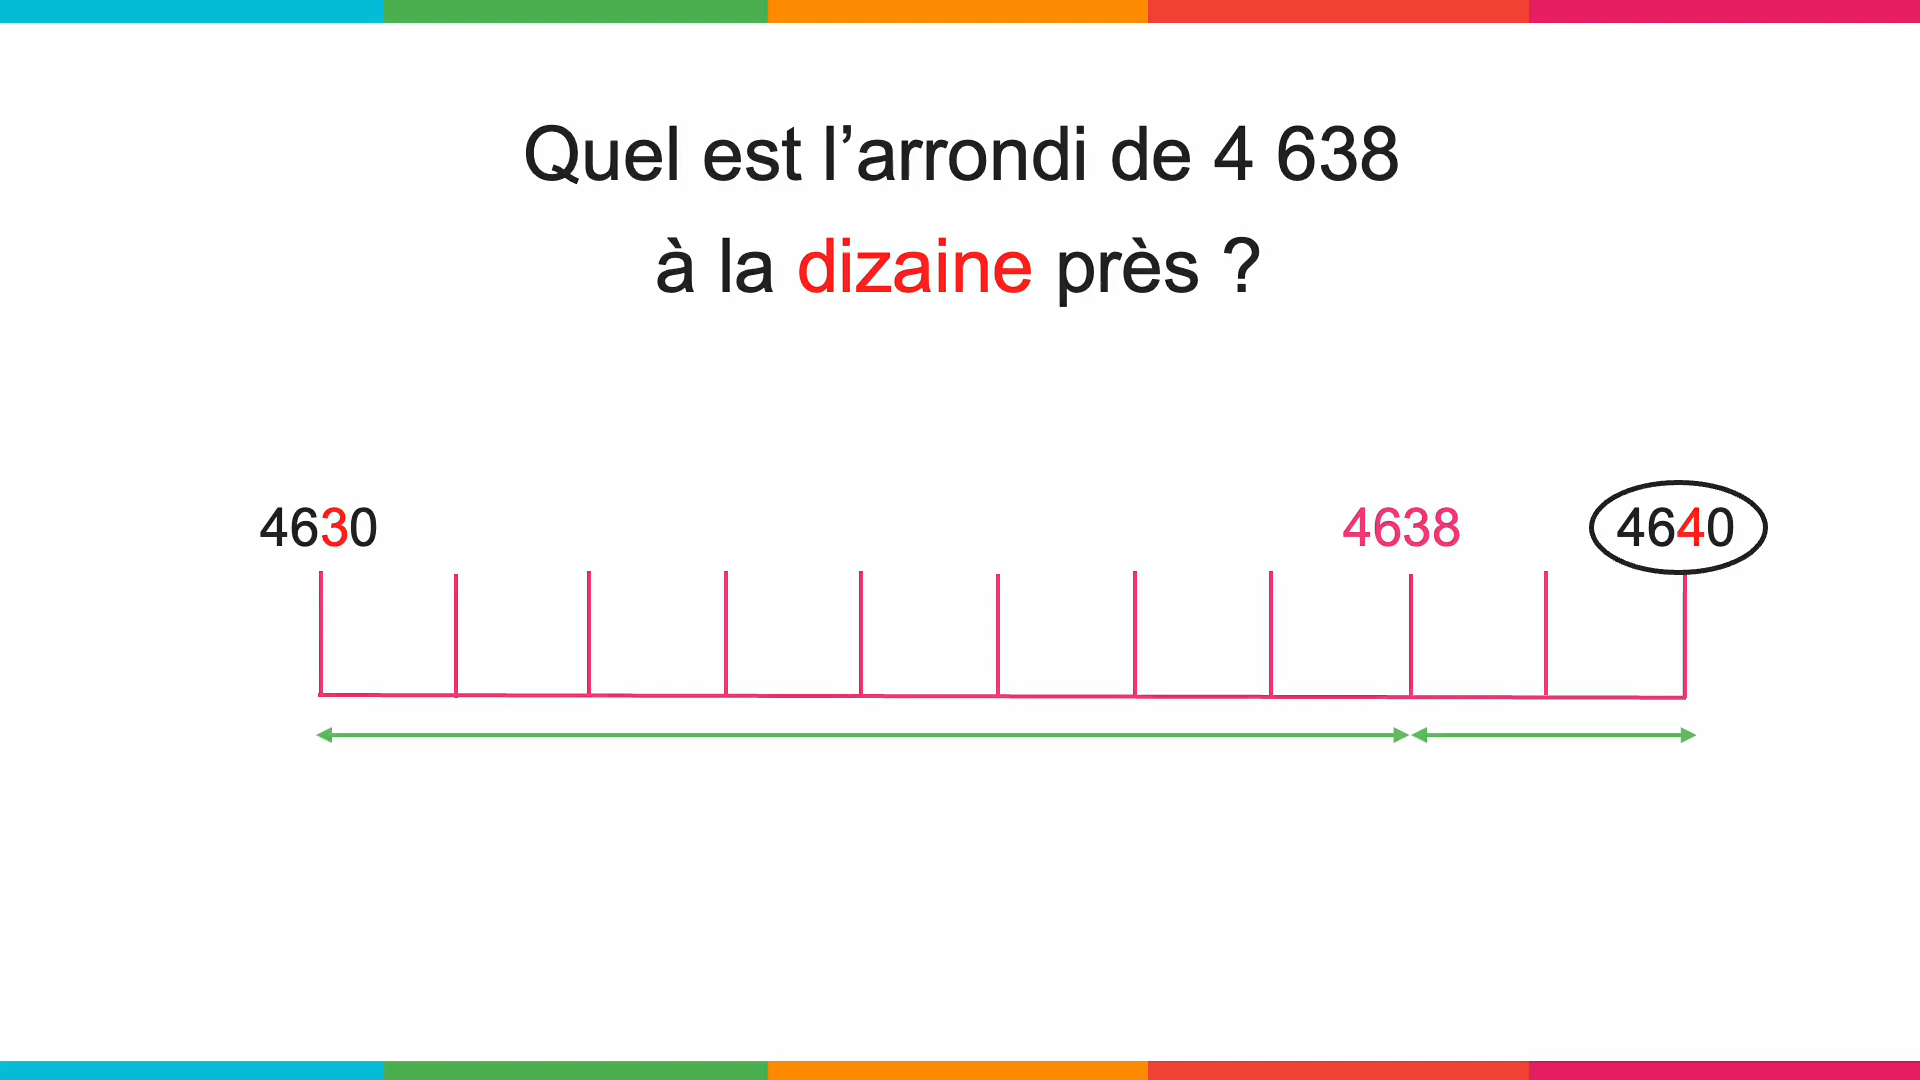 Quel est l’arrondi de 4 638
à la dizaine près ?
4630 4638 4640